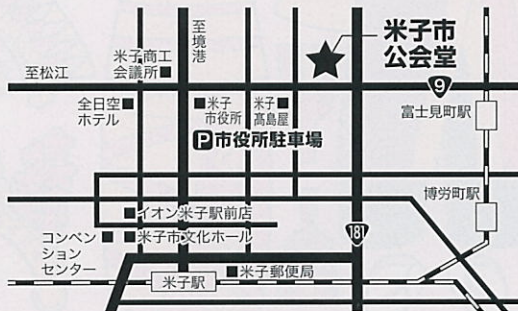 米子市
公会堂
至境港
米子商工
会議所
至松江
9
全日空
ホテル
米子
市役所
米子
髙島屋
富士見町駅
P市役所駐車場
博労町駅
イオン米子駅前店
181
コンベン
ション
センター
米子市文化ホール
米子郵便局
米子駅